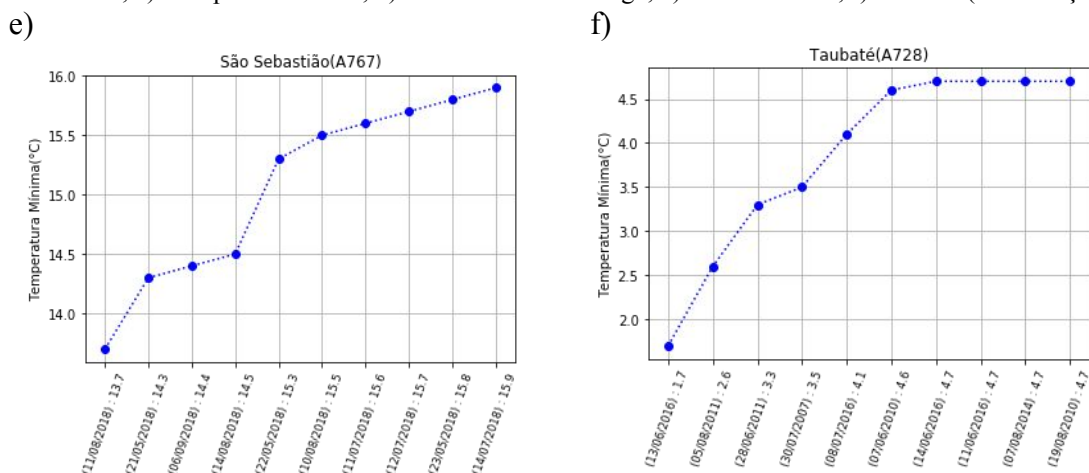 e)
f)
São Sebastião(A767)
Temperatura Mínima(°C)
16.0
15.5
15.0
14.5
14.0
(11/08/2018) : 13.7
(21/05/2018) : 14.3
(06/09/2018) : 14.4
(14/08/2018) : 14.5
(22/05/2018) : 15.3
(10/08/2018) : 15.5
(11/07/2018) : 15.6
(12/07/2018) : 15.7
(23/05/2018) : 15.8
(14/07/2018) : 15.9
Taubaté(A728)
Temperatura Mínima(°C)
4.5
4.0
3.5
3.0
2.5
2.0
(13/06/2016) : 1.7
(05/08/2011) : 2.6
(28/06/2011) : 3.3
(30/07/2007) : 3.5
(08/07/2016) : 4.1
(07/06/2010) : 4.6
(14/06/2016) : 4.7
(11/06/2016) : 4.7
(07/08/2014) : 4.7
(19/08/2010) : 4.7